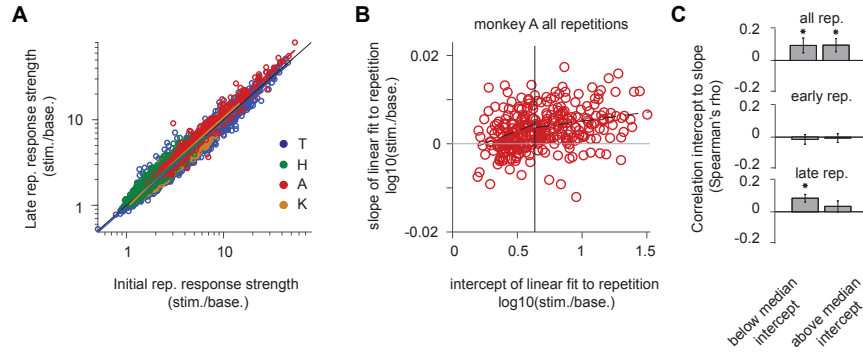 A
Late rep. response strength
(stim./base.)
10
1
1
10
T
H
A
K
Initial rep. response strength
(stim./base.)
B
monkey A all repetitions
slope of linear fit to repetition
log10(stim./base.)
0.02
0
-0.02
0
0.5
1.0
1.5
intercept of linear fit to repetition
log10(stim./base.)
C
Correlation intercept to slope
(Spearman's rho)
all rep.
0.2
*
*
0
-0.2
early rep.
0.2
0
-0.2
late rep.
0.2
*
0
-0.2
below median
intercept
above median
intercept